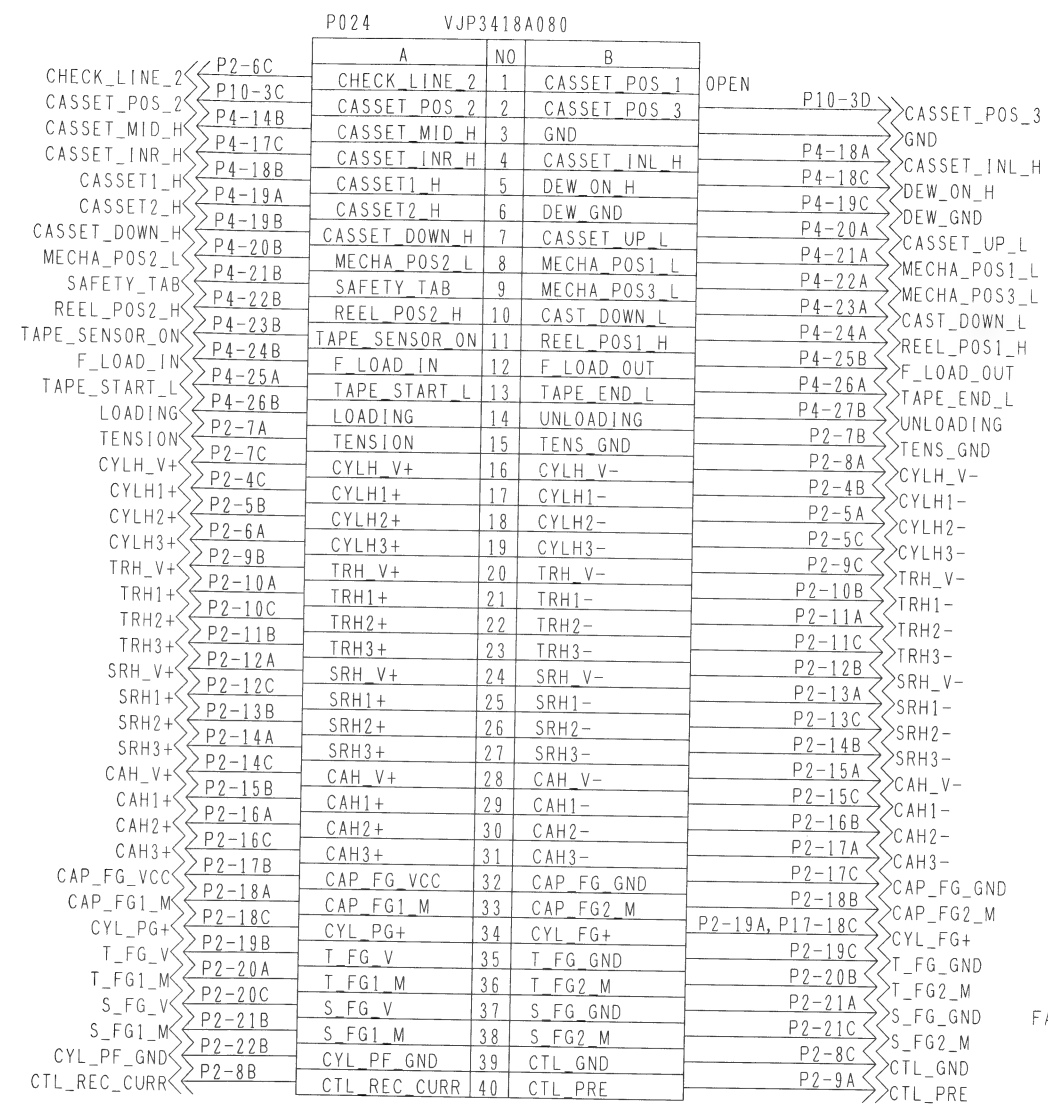 P024 VJP3418A080
A NO B
CHECK_LINE_2 P2-6C CHECK_LINE_2 1 CASSET_POS_1 OPEN
CASSET_POS_2 P10-3C CASSET_POS_2 2 CASSET_POS_3 P10-3D CASSET_POS_3
CASSET_MID_H P4-14B CASSET_MID_H 3 GND GND
CASSET_INR_H P4-17C CASSET_INR_H 4 CASSET_INL_H P4-18A CASSET_INL_H
CASSET1_H P4-18B CASSET1_H 5 DEW_ON_H P4-18C DEW_ON_H
CASSET2_H P4-19A CASSET2_H 6 DEW_GND P4-19C DEW_GND
CASSET_DOWN_H P4-19B CASSET_DOWN_H 7 CASSET_UP_L P4-20A CASSET_UP_L
MECHA_POS2_L P4-20B MECHA_POS2_L 8 MECHA_POS1_L P4-21A MECHA_POS1_L
SAFETY_TAB P4-21B SAFETY_TAB 9 MECHA_POS3_L P4-22A MECHA_POS3_L
REEL_POS2_H P4-22B REEL_POS2_H 10 CAST_DOWN_L P4-23A CAST_DOWN_L
TAPE_SENSOR_ON P4-23B TAPE_SENSOR_ON 11 REEL_POS1_H P4-24A REEL_POS1_H
F_LOAD_IN P4-24B F_LOAD_IN 12 F_LOAD_OUT P4-25B F_LOAD_OUT
TAPE_START_L P4-25A TAPE_START_L 13 TAPE_END_L P4-26A TAPE_END_L
LOADING P4-26B LOADING 14 UNLOADING P4-27B UNLOADING
TENSION P2-7A TENSION 15 TENS_GND P2-7B TENS_GND
CYLH_V+ P2-7C CYLH_V+ 16 CYLH_V- P2-8A CYLH_V-
CYLH1+ P2-4C CYLH1+ 17 CYLH1- P2-4B CYLH1-
CYLH2+ P2-5B CYLH2+ 18 CYLH2- P2-5A CYLH2-
CYLH3+ P2-6A CYLH3+ 19 CYLH3- P2-5C CYLH3-
TRH_V+ P2-9B TRH_V+ 20 TRH_V- P2-9C TRH_V-
TRH1+ P2-10A TRH1+ 21 TRH1- P2-10B TRH1-
TRH2+ P2-10C TRH2+ 22 TRH2- P2-11A TRH2-
TRH3+ P2-11B TRH3+ 23 TRH3- P2-11C TRH3-
SRH_V+ P2-12A SRH_V+ 24 SRH_V- P2-12B SRH_V-
SRH1+ P2-12C SRH1+ 25 SRH1- P2-13A SRH1-
SRH2+ P2-13B SRH2+ 26 SRH2- P2-13C SRH2-
SRH3+ P2-14A SRH3+ 27 SRH3- P2-14B SRH3-
CAH_V+ P2-14C CAH_V+ 28 CAH_V- P2-15A CAH_V-
CAH1+ P2-15B CAH1+ 29 CAH1- P2-15C CAH1-
CAH2+ P2-16A CAH2+ 30 CAH2- P2-16B CAH2-
CAH3+ P2-16C CAH3+ 31 CAH3- P2-17A CAH3-
CAP_FG_VCC P2-17B CAP_FG_VCC 32 CAP_FG_GND P2-17C CAP_FG_GND
CAP_FG1_M P2-18A CAP_FG1_M 33 CAP_FG2_M P2-18B CAP_FG2_M
CYL_PG+ P2-18C CYL_PG+ 34 CYL_FG+ P2-19A, P17-18C CYL_FG+
T_FG_V P2-19B T_FG_V 35 T_FG_GND P2-19C T_FG_GND
T_FG1_M P2-20A T_FG1_M 36 T_FG2_M P2-20B T_FG2_M
S_FG_V P2-20C S_FG_V 37 S_FG_GND P2-21A S_FG_GND
S_FG1_M P2-21B S_FG1_M 38 S_FG2_M P2-21C S_FG2_M
CYL_PF_GND P2-22B CYL_PF_GND 39 CTL_GND P2-8C CTL_GND
CTL_REC_CURR P2-8B CTL_REC_CURR 40 CTL_PRE P2-9A CTL_PRE